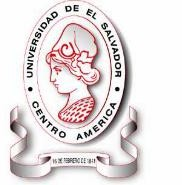 UNIVERSIDAD DE EL SALVADOR
CENTRO AMERICA
16 DE FEBRERO DE 1841